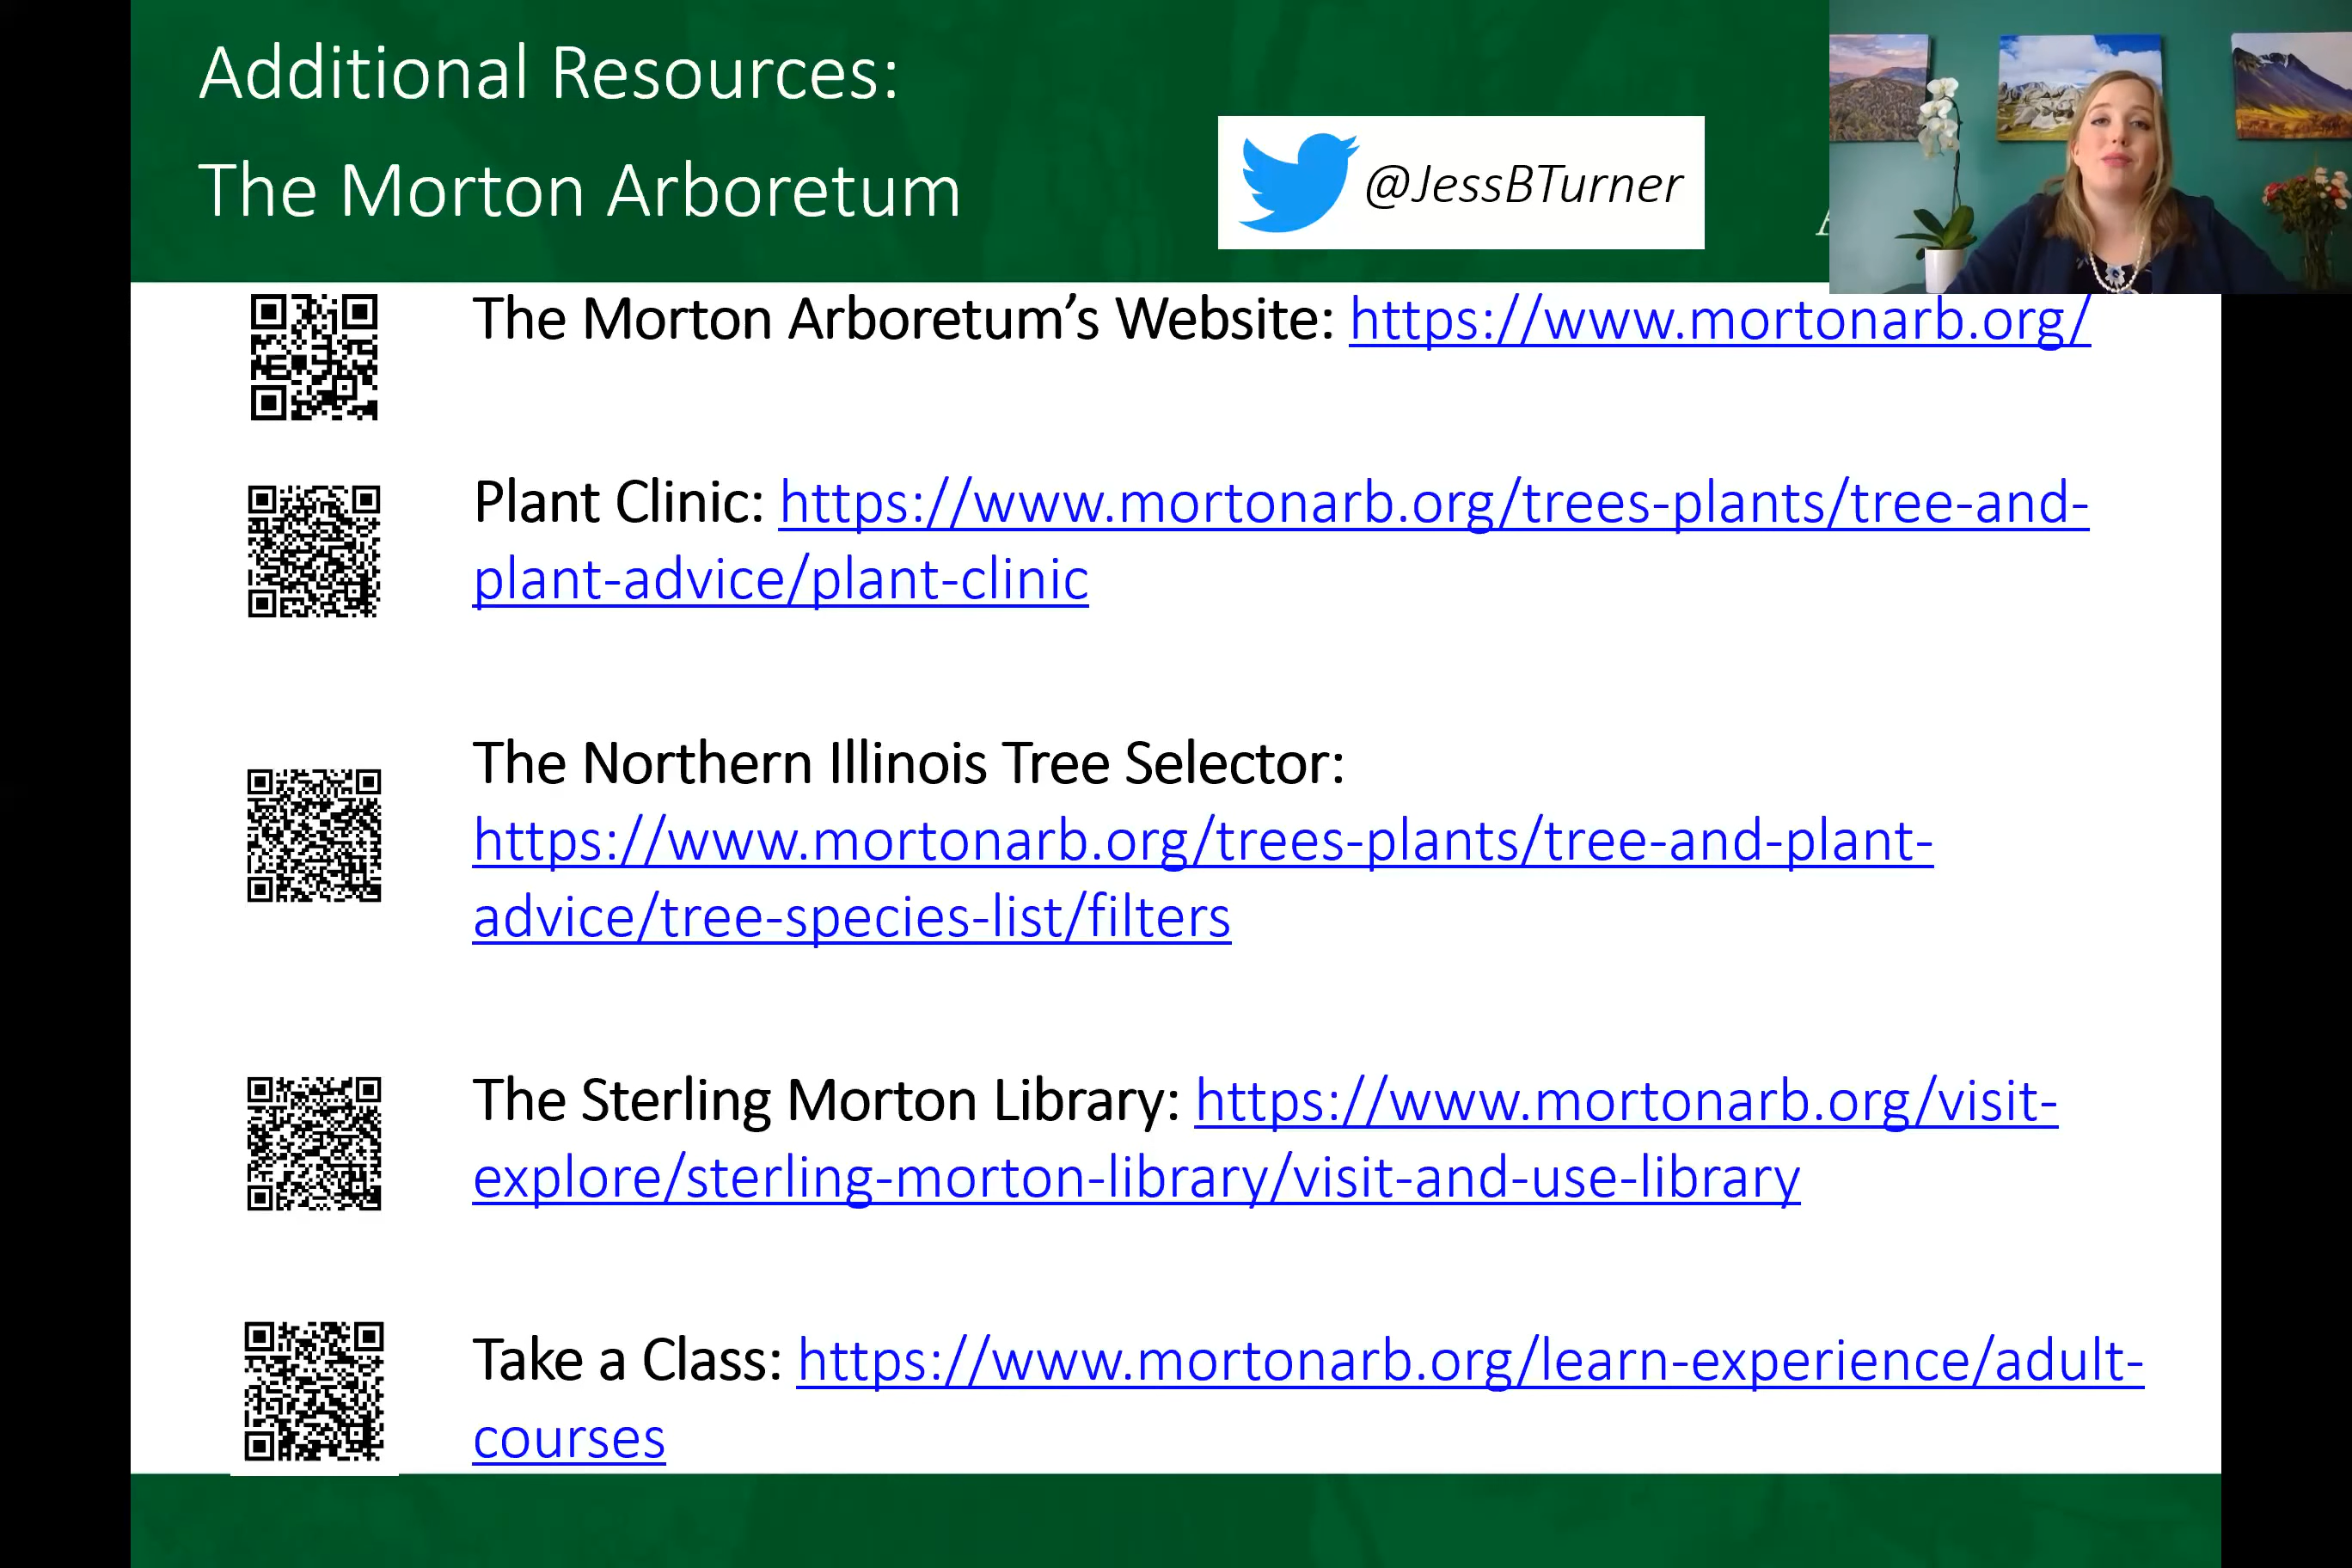 Additional Resources:
The Morton Arboretum
@JessBTurner
The Morton Arboretum’s Website: https://www.mortonarb.org/
Plant Clinic: https://www.mortonarb.org/trees-plants/tree-and-
plant-advice/plant-clinic
The Northern Illinois Tree Selector:
https://www.mortonarb.org/trees-plants/tree-and-plant-
advice/tree-species-list/filters
The Sterling Morton Library: https://www.mortonarb.org/visit-
explore/sterling-morton-library/visit-and-use-library
Take a Class: https://www.mortonarb.org/learn-experience/adult-
courses